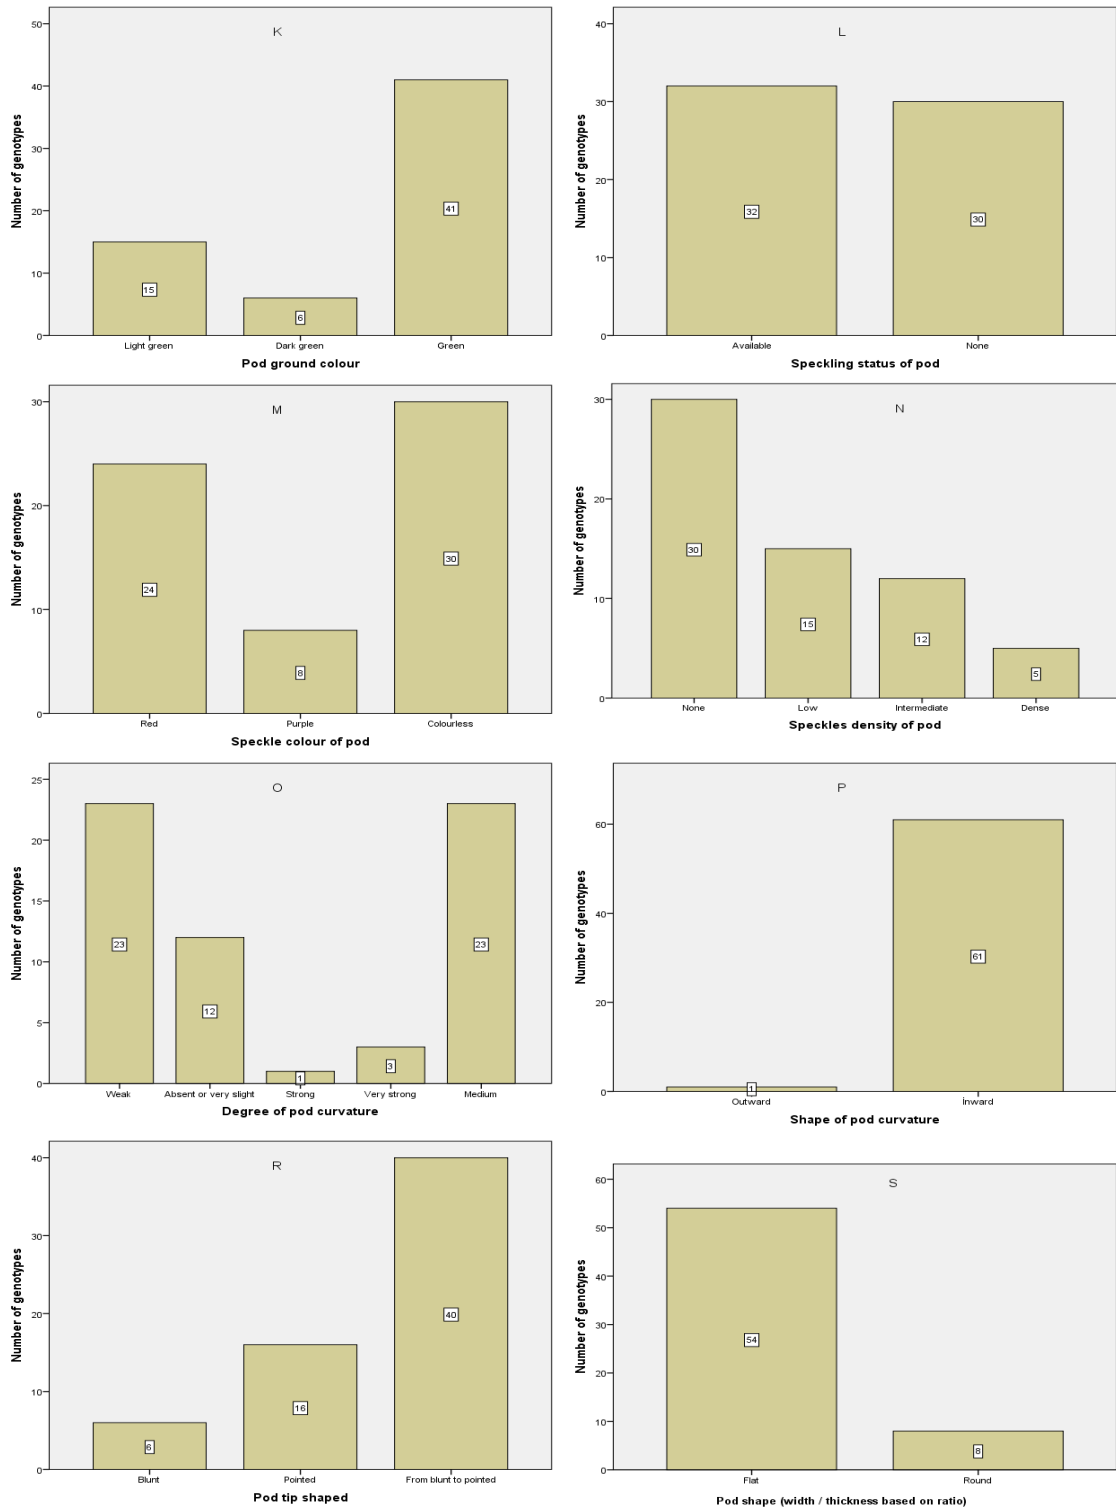 K
Number of genotypes
50
40
30
20
10
0
15
6
41
Light green Dark green Green
Pod ground colour
L
Number of genotypes
40
30
20
10
0
32
30
Available None
Speckling status of pod
M
Number of genotypes
30
20
10
0
24
8
30
Red Purple Colourless
Speckle colour of pod
N
Number of genotypes
30
20
10
0
30
15
12
5
None Low Intermediate Dense
Speckles density of pod
O
Number of genotypes
25
20
15
10
5
0
23
12
1
3
23
Weak Absent or very slight Strong Very strong Medium
Degree of pod curvature
P
Number of genotypes
60
40
20
0
1
61
Outward İnward
Shape of pod curvature
R
Number of genotypes
40
30
20
10
0
6
16
40
Blunt Pointed From blunt to pointed
Pod tip shaped
S
Number of genotypes
60
50
40
30
20
10
0
54
8
Flat Round
Pod shape (width / thickness based on ratio)